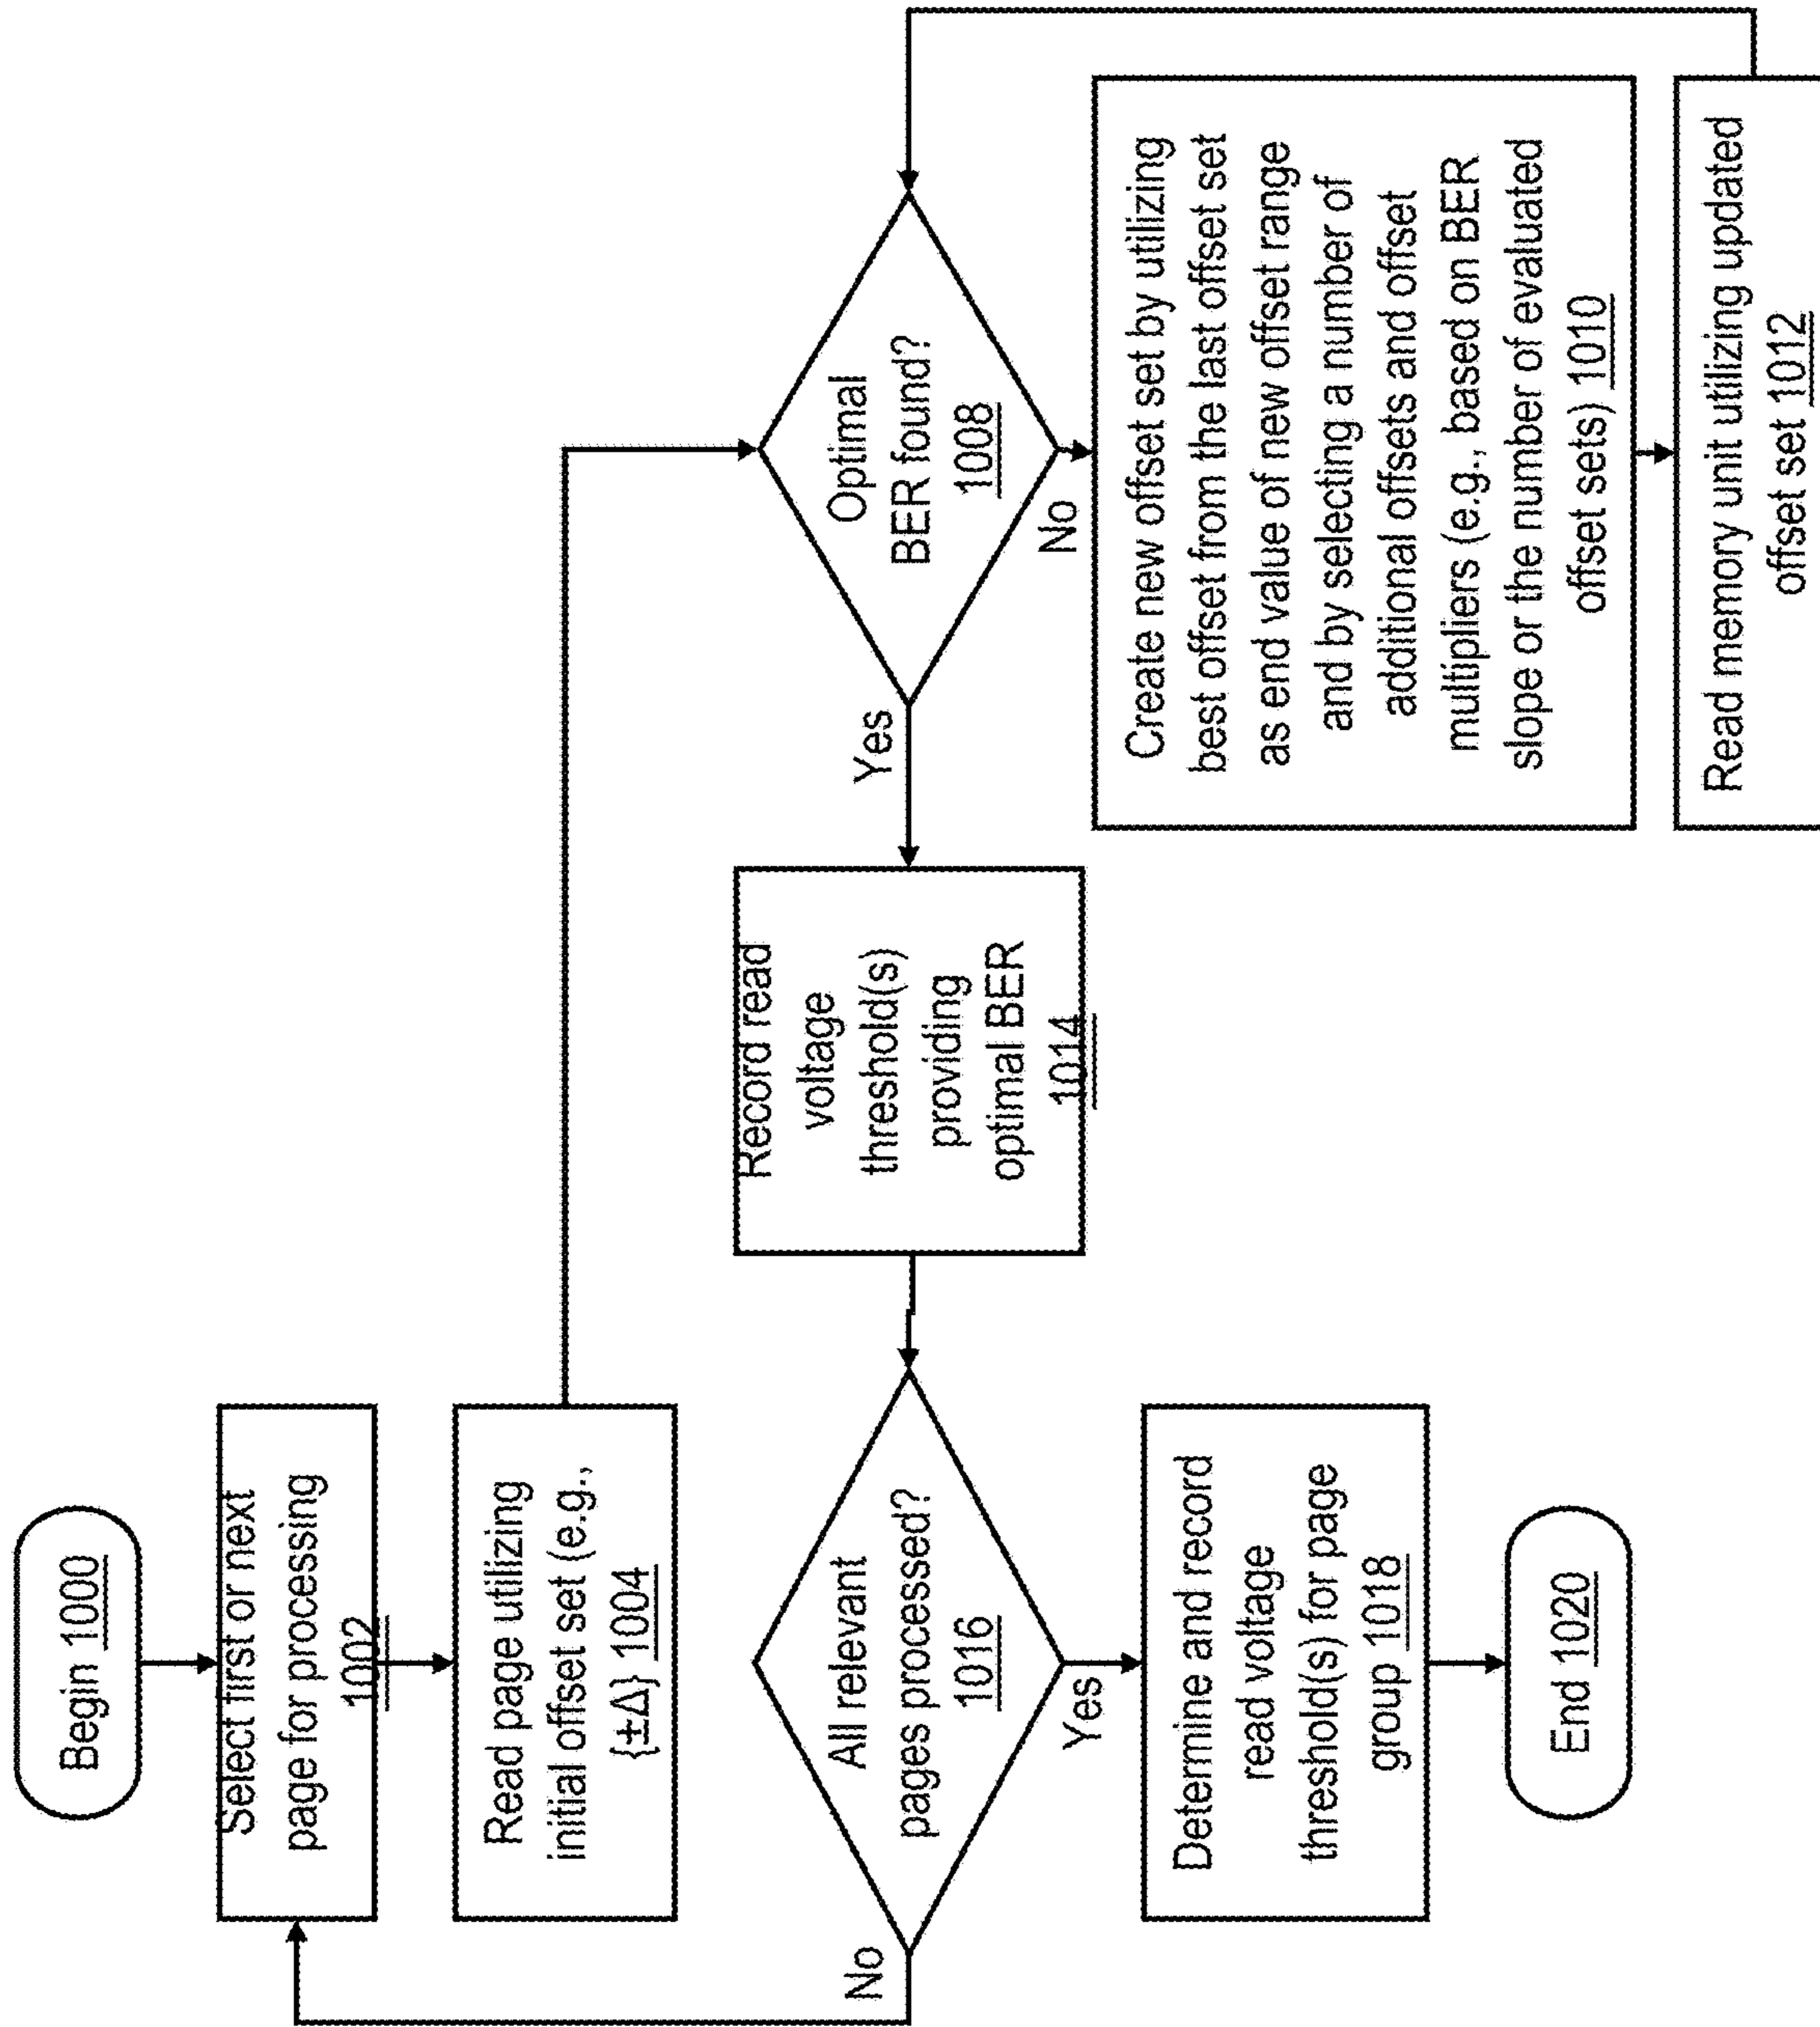 Begin 1000
Select first or next
page for processing
1002
Read page utilizing
initial offset set (e.g.,
{±Δ} 1004
Optimal
BER found?
1008
Yes
No
Create new offset set by utilizing
best offset from the last offset set
as end value of new offset range
and by selecting a number of
additional offsets and offset
multipliers (e.g., based on BER
slope or the number of evaluated
offset sets) 1010
Read memory unit utilizing updated
offset set 1012
Record read
voltage
threshold(s)
providing
optimal BER
1014
All relevant
pages processed?
1016
No
Yes
Determine and record
read voltage
threshold(s) for page
group 1018
End 1020